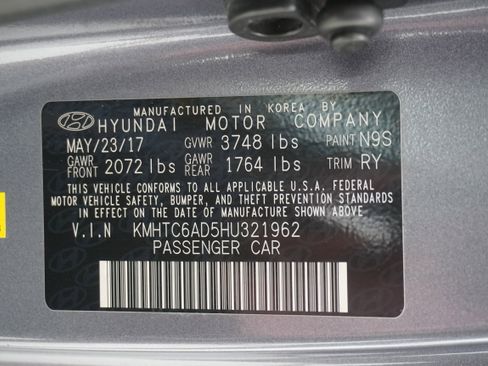 MANUFACTURED IN KOREA BY
HYUNDAI MOTOR COMPANY
MAY/23/17 GVWR 3748 lbs PAINT N9S
GAWR FRONT 2072 lbs GAWR REAR 1764 lbs TRIM RY
THIS VEHICLE CONFORMS TO ALL APPLICABLE U.S.A. FEDERAL
MOTOR VEHICLE SAFETY, BUMPER, AND THEFT PREVENTION
STANDARDS IN EFFECT ON THE DATE OF MANUFACTURE SHOWN ABOVE
V.I.N KMHTC6AD5HU321962
PASSENGER CAR